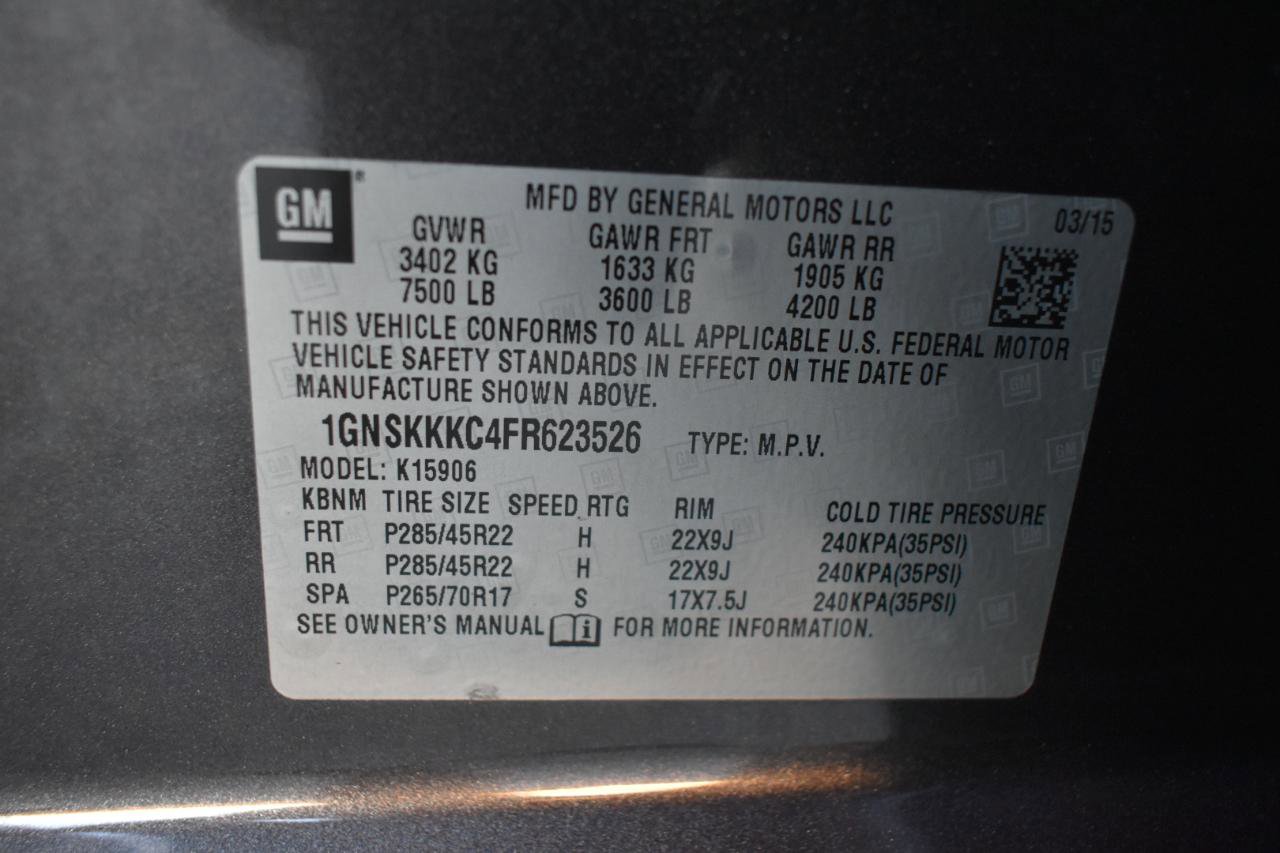 GM®
MFD BY GENERAL MOTORS LLC 03/15
GVWR GAWR FRT GAWR RR
3402 KG 1633 KG 1905 KG
7500 LB 3600 LB 4200 LB
THIS VEHICLE CONFORMS TO ALL APPLICABLE U.S. FEDERAL MOTOR
VEHICLE SAFETY STANDARDS IN EFFECT ON THE DATE OF
MANUFACTURE SHOWN ABOVE.
1GNSKKKC4FR623526 TYPE: M.P.V.
MODEL: K15906
KBNM TIRE SIZE SPEED RTG RIM COLD TIRE PRESSURE
FRT P285/45R22 H 22X9J 240KPA(35PSI)
RR P285/45R22 H 22X9J 240KPA(35PSI)
SPA P265/70R17 S 17X7.5J 240KPA(35PSI)
SEE OWNER'S MANUAL i FOR MORE INFORMATION.